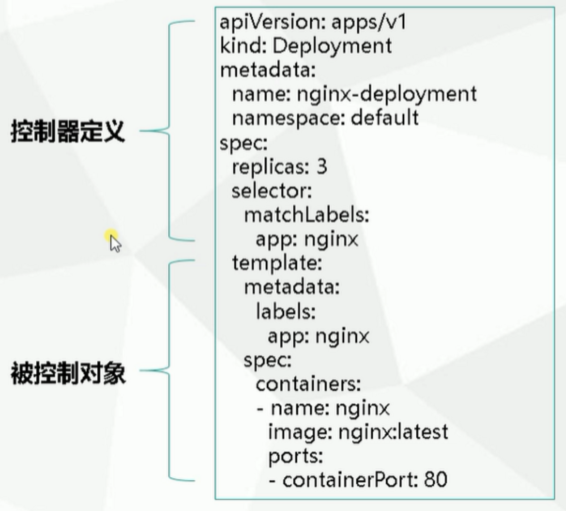 apiVersion: apps/v1
kind: Deployment
metadata:
  name: nginx-deployment
  namespace: default
控制器定义
spec:
  replicas: 3
  selector:
    matchLabels:
      app: nginx
  template:
    metadata:
      labels:
        app: nginx
    spec:
被控制对象
      containers:
      - name: nginx
        image: nginx:latest
        ports:
        - containerPort: 80